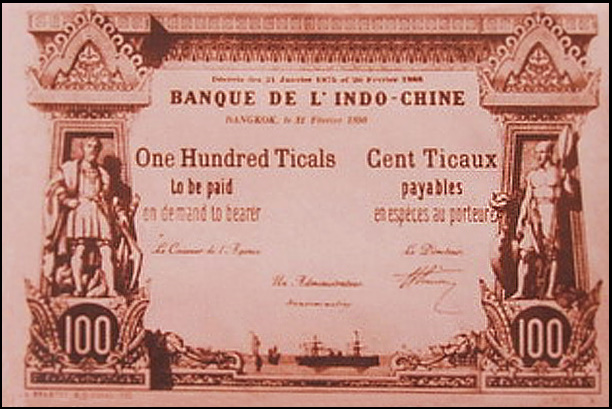 Décrets des 21 Janvier 1875 et 20 Février 1888
BANQUE DE L'INDO-CHINE
BANGKOK, le 31 Février 1898
One Hundred Ticals
to be paid
on demand to bearer
Cent Ticaux
payables
en espèces au porteur
Le Caissier de l'Agence
Le Directeur
Un Administrateur
100
100